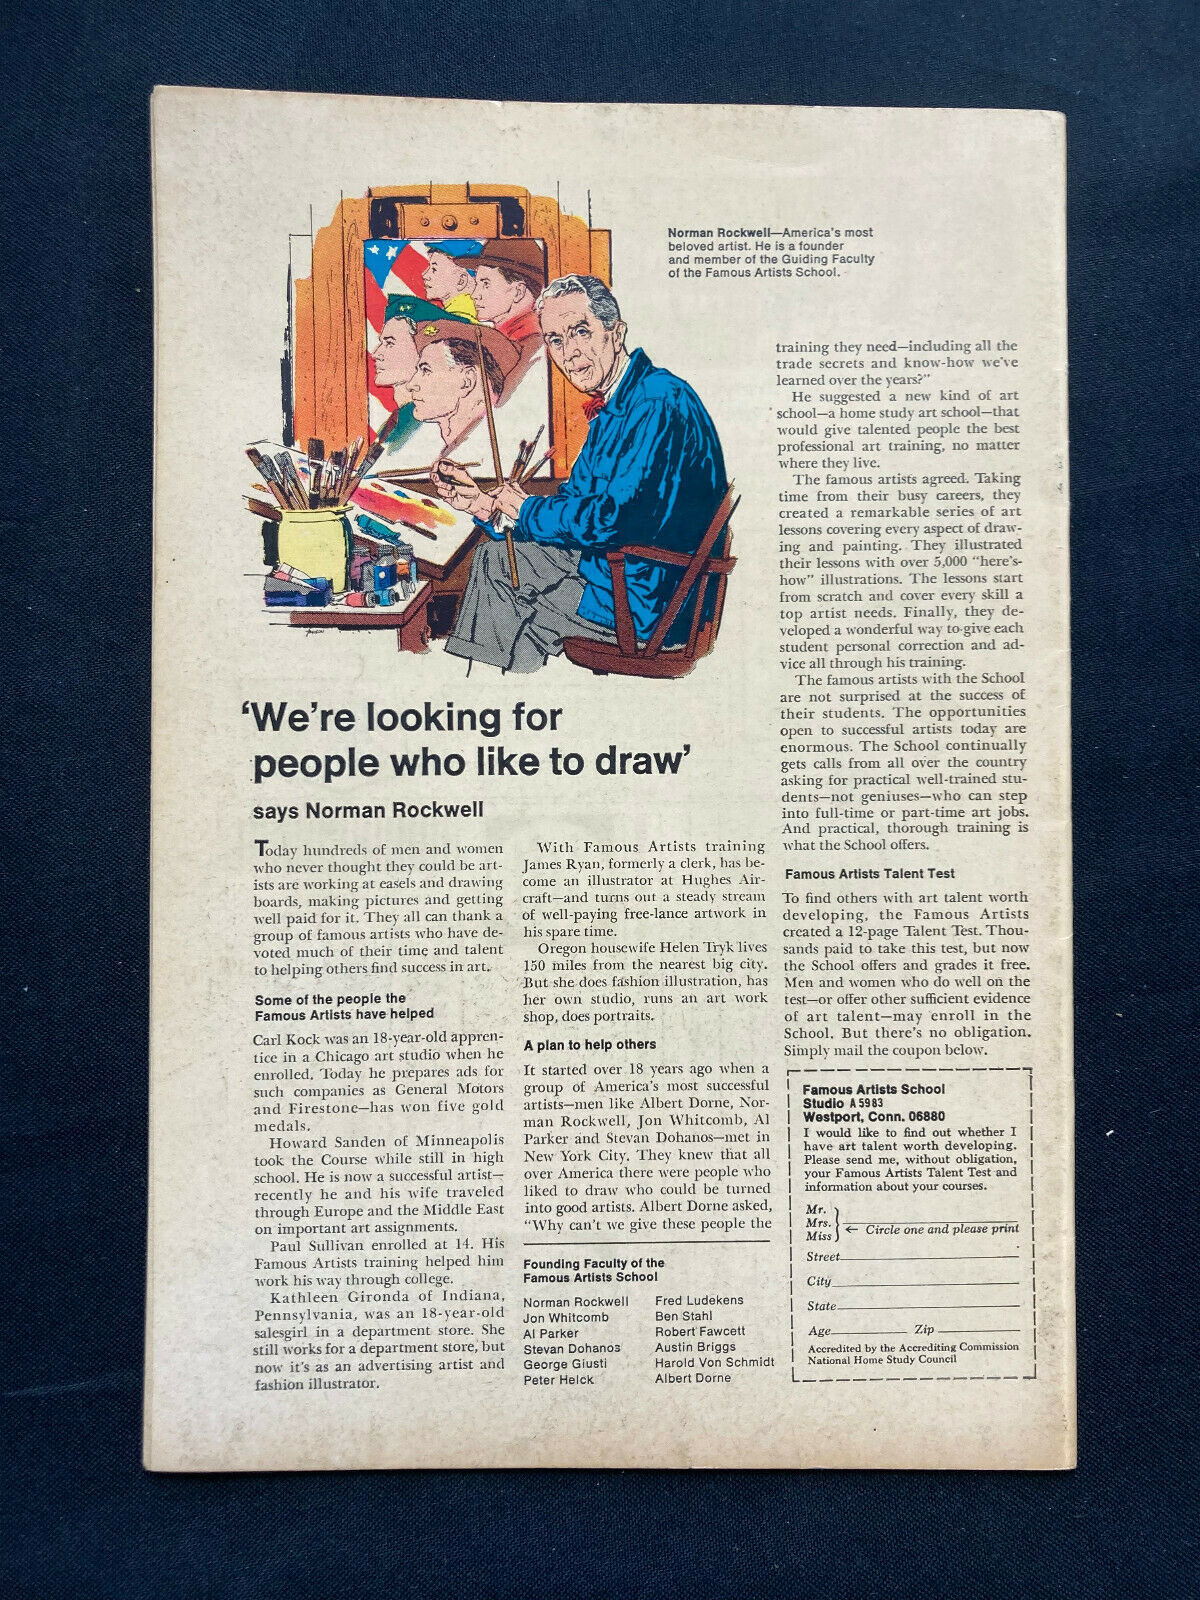 Norman Rockwell—America's most
beloved artist. He is a founder
and member of the Guiding Faculty
of the Famous Artists School.
'We're looking for
people who like to draw'
says Norman Rockwell
Today hundreds of men and women
who never thought they could be art-
ists are working at easels and drawing
boards, making pictures and getting
well paid for it. They all can thank a
group of famous artists who have de-
voted much of their time and talent
to helping others find success in art.
Some of the people the
Famous Artists have helped
Carl Kock was an 18-year-old appren-
tice in a Chicago art studio when he
enrolled. Today he prepares ads for
such companies as General Motors
and Firestone—has won five gold
medals.
Howard Sanden of Minneapolis
took the Course while still in high
school. He is now a successful artist—
recently he and his wife traveled
through Europe and the Middle East
on important art assignments.
Paul Sullivan enrolled at 14. His
Famous Artists training helped him
work his way through college.
Kathleen Gironda of Indiana,
Pennsylvania, was an 18-year-old
salesgirl in a department store. She
still works for a department store, but
now it's as an advertising artist and
fashion illustrator.
With Famous Artists training
James Ryan, formerly a clerk, has be-
come an illustrator at Hughes Air-
craft—and turns out a steady stream
of well-paying free-lance artwork in
his spare time.
Oregon housewife Helen Tryk lives
150 miles from the nearest big city.
But she does fashion illustration, has
her own studio, runs an art work
shop, does portraits.
A plan to help others
It started over 18 years ago when a
group of America's most successful
artists—men like Albert Dorne, Nor-
man Rockwell, Jon Whitcomb, Al
Parker and Stevan Dohanos—met in
New York City. They knew that all
over America there were people who
liked to draw who could be turned
into good artists. Albert Dorne asked,
"Why can't we give these people the
Founding Faculty of the
Famous Artists School
Norman Rockwell
Jon Whitcomb
Al Parker
Stevan Dohanos
George Giusti
Peter Helck
Fred Ludekens
Ben Stahl
Robert Fawcett
Austin Briggs
Harold Von Schmidt
Albert Dorne
training they need—including all the
trade secrets and know-how we've
learned over the years?"
He suggested a new kind of art
school—a home study art school—that
would give talented people the best
professional art training, no matter
where they live.
The famous artists agreed. Taking
time from their busy careers, they
created a remarkable series of art
lessons covering every aspect of draw-
ing and painting. They illustrated
their lessons with over 5,000 "here's-
how" illustrations. The lessons start
from scratch and cover every skill a
top artist needs. Finally, they de-
veloped a wonderful way to give each
student personal correction and ad-
vice all through his training.
The famous artists with the School
are not surprised at the success of
their students. The opportunities
open to successful artists today are
enormous. The School continually
gets calls from all over the country
asking for practical well-trained stu-
dents—not geniuses—who can step
into full-time or part-time art jobs.
And practical, thorough training is
what the School offers.
Famous Artists Talent Test
To find others with art talent worth
developing, the Famous Artists
created a 12-page Talent Test. Thou-
sands paid to take this test, but now
the School offers and grades it free.
Men and women who do well on the
test—or offer other sufficient evidence
of art talent—may enroll in the
School. But there's no obligation.
Simply mail the coupon below.
Famous Artists School
Studio A 5983
Westport, Conn. 06880
I would like to find out whether I
have art talent worth developing.
Please send me, without obligation,
your Famous Artists Talent Test and
information about your courses.
Mr.
Mrs.
Miss
← Circle one and please print
Street
City
State
Age Zip
Accredited by the Accrediting Commission
National Home Study Council